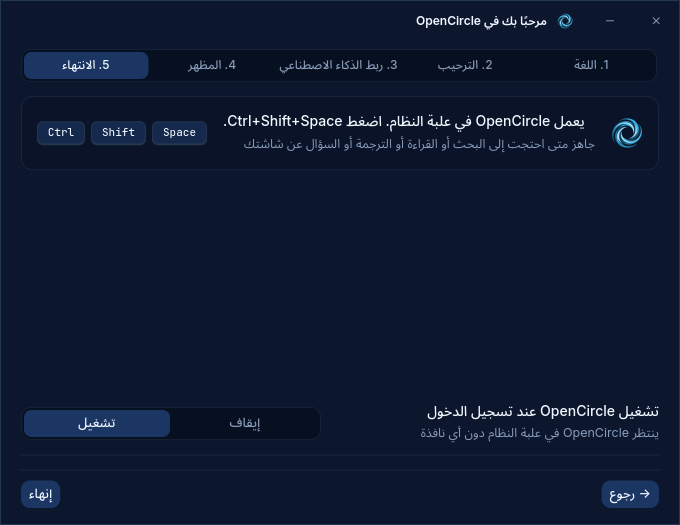 مرحبًا بك في OpenCircle
1. اللغة
2. الترحيب
3. ربط الذكاء الاصطناعي
4. المظهر
5. الانتهاء
يعمل OpenCircle في علبة النظام. اضغط Ctrl+Shift+Space.
جاهز متى احتجت إلى البحث أو القراءة أو الترجمة أو السؤال عن شاشتك
Ctrl Shift Space
تشغيل OpenCircle عند تسجيل الدخول
ينتظر OpenCircle في علبة النظام دون أي نافذة
إيقاف
تشغيل
→ رجوع
إنهاء